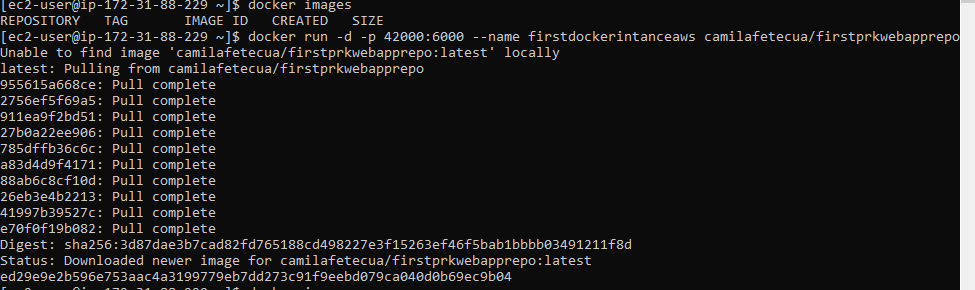 [ec2-user@ip-172-31-88-229 ~]$ docker images
REPOSITORY   TAG       IMAGE ID   CREATED   SIZE
[ec2-user@ip-172-31-88-229 ~]$ docker run -d -p 42000:6000 --name firstdockerintanceaws camilafetecua/firstprkwebapprepo
Unable to find image 'camilafetecua/firstprkwebapprepo:latest' locally
latest: Pulling from camilafetecua/firstprkwebapprepo
955615a668ce: Pull complete
2756ef5f69a5: Pull complete
911ea9f2bd51: Pull complete
27b0a22ee906: Pull complete
785dffb36c6c: Pull complete
a83d4d9f4171: Pull complete
88ab6c8cf10d: Pull complete
26eb3e4b2213: Pull complete
41997b39527c: Pull complete
e70f0f19b082: Pull complete
Digest: sha256:3d87dae3b7cad82fd765188cd498227e3f15263ef46f5bab1bbbb03491211f8d
Status: Downloaded newer image for camilafetecua/firstprkwebapprepo:latest
ed29e9e2b596e753aac4a3199779eb7dd273c91f9eebd079ca040d0b69ec9b04